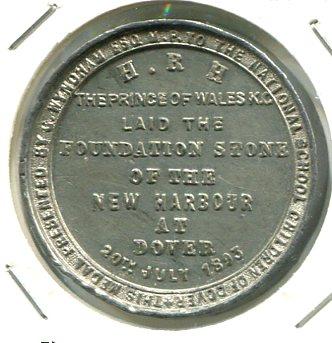 H.R.H
THE PRINCE OF WALES K.G
LAID THE
FOUNDATION STONE
OF THE
NEW HARBOUR
AT
DOVER
20TH JULY 1893
THIS MEDAL PRESENTED BY G. WYNDHAM ESQ. M.P. TO THE NATIONAL SCHOOL CHILDREN OF DOVER